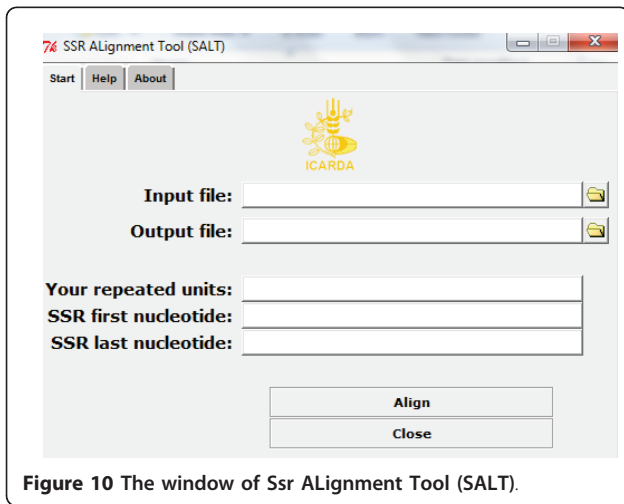 SSR ALignment Tool (SALT)
Start Help About
ICARDA
Input file:
Output file:
Your repeated units:
SSR first nucleotide:
SSR last nucleotide:
Align
Close
Figure 10 The window of Ssr ALignment Tool (SALT).